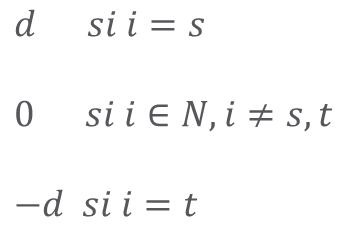 d si i = s
0 si i ∈ N, i ≠ s, t
−d si i = t